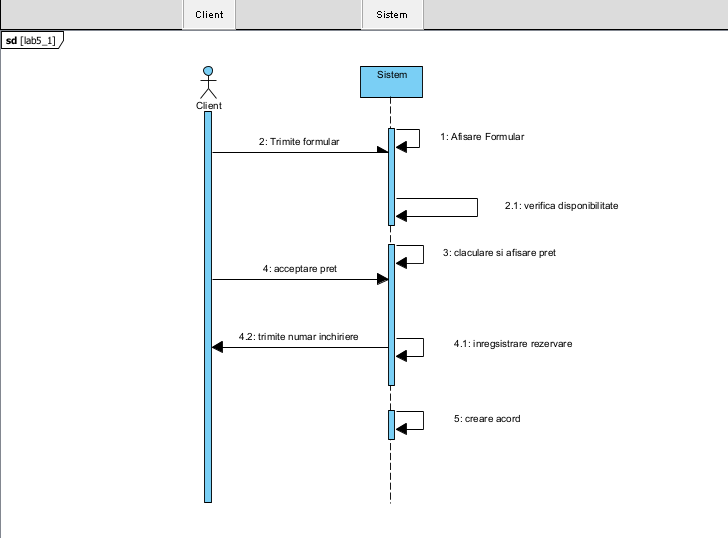 Client
Sistem
sd [lab5_1]
Sistem
Client
1: Afisare Formular
2: Trimite formular
2.1: verifica disponibilitate
3: claculare si afisare pret
4: acceptare pret
4.2: trimite numar inchiriere
4.1: inregsistrare rezervare
5: creare acord